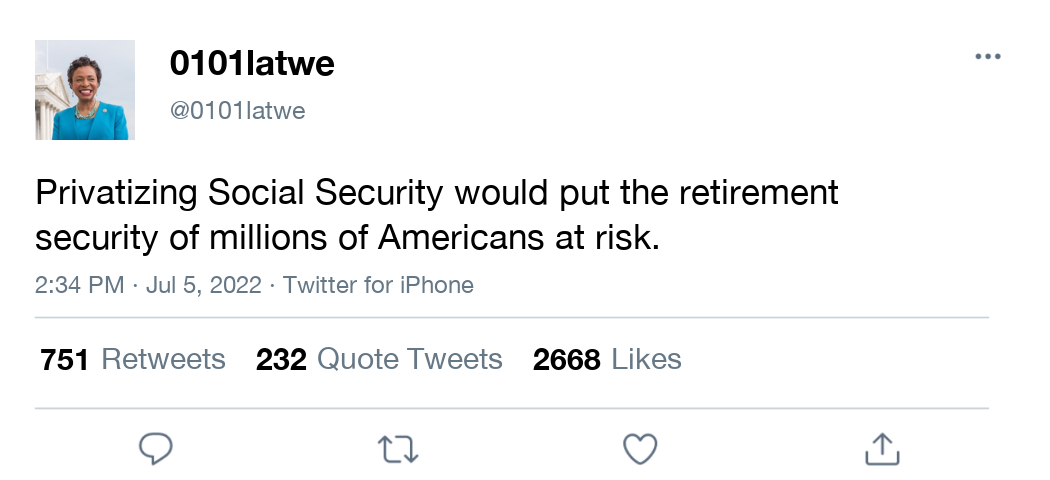 0101latwe
@0101latwe
Privatizing Social Security would put the retirement
security of millions of Americans at risk.
2:34 PM · Jul 5, 2022 · Twitter for iPhone
751 Retweets 232 Quote Tweets 2668 Likes